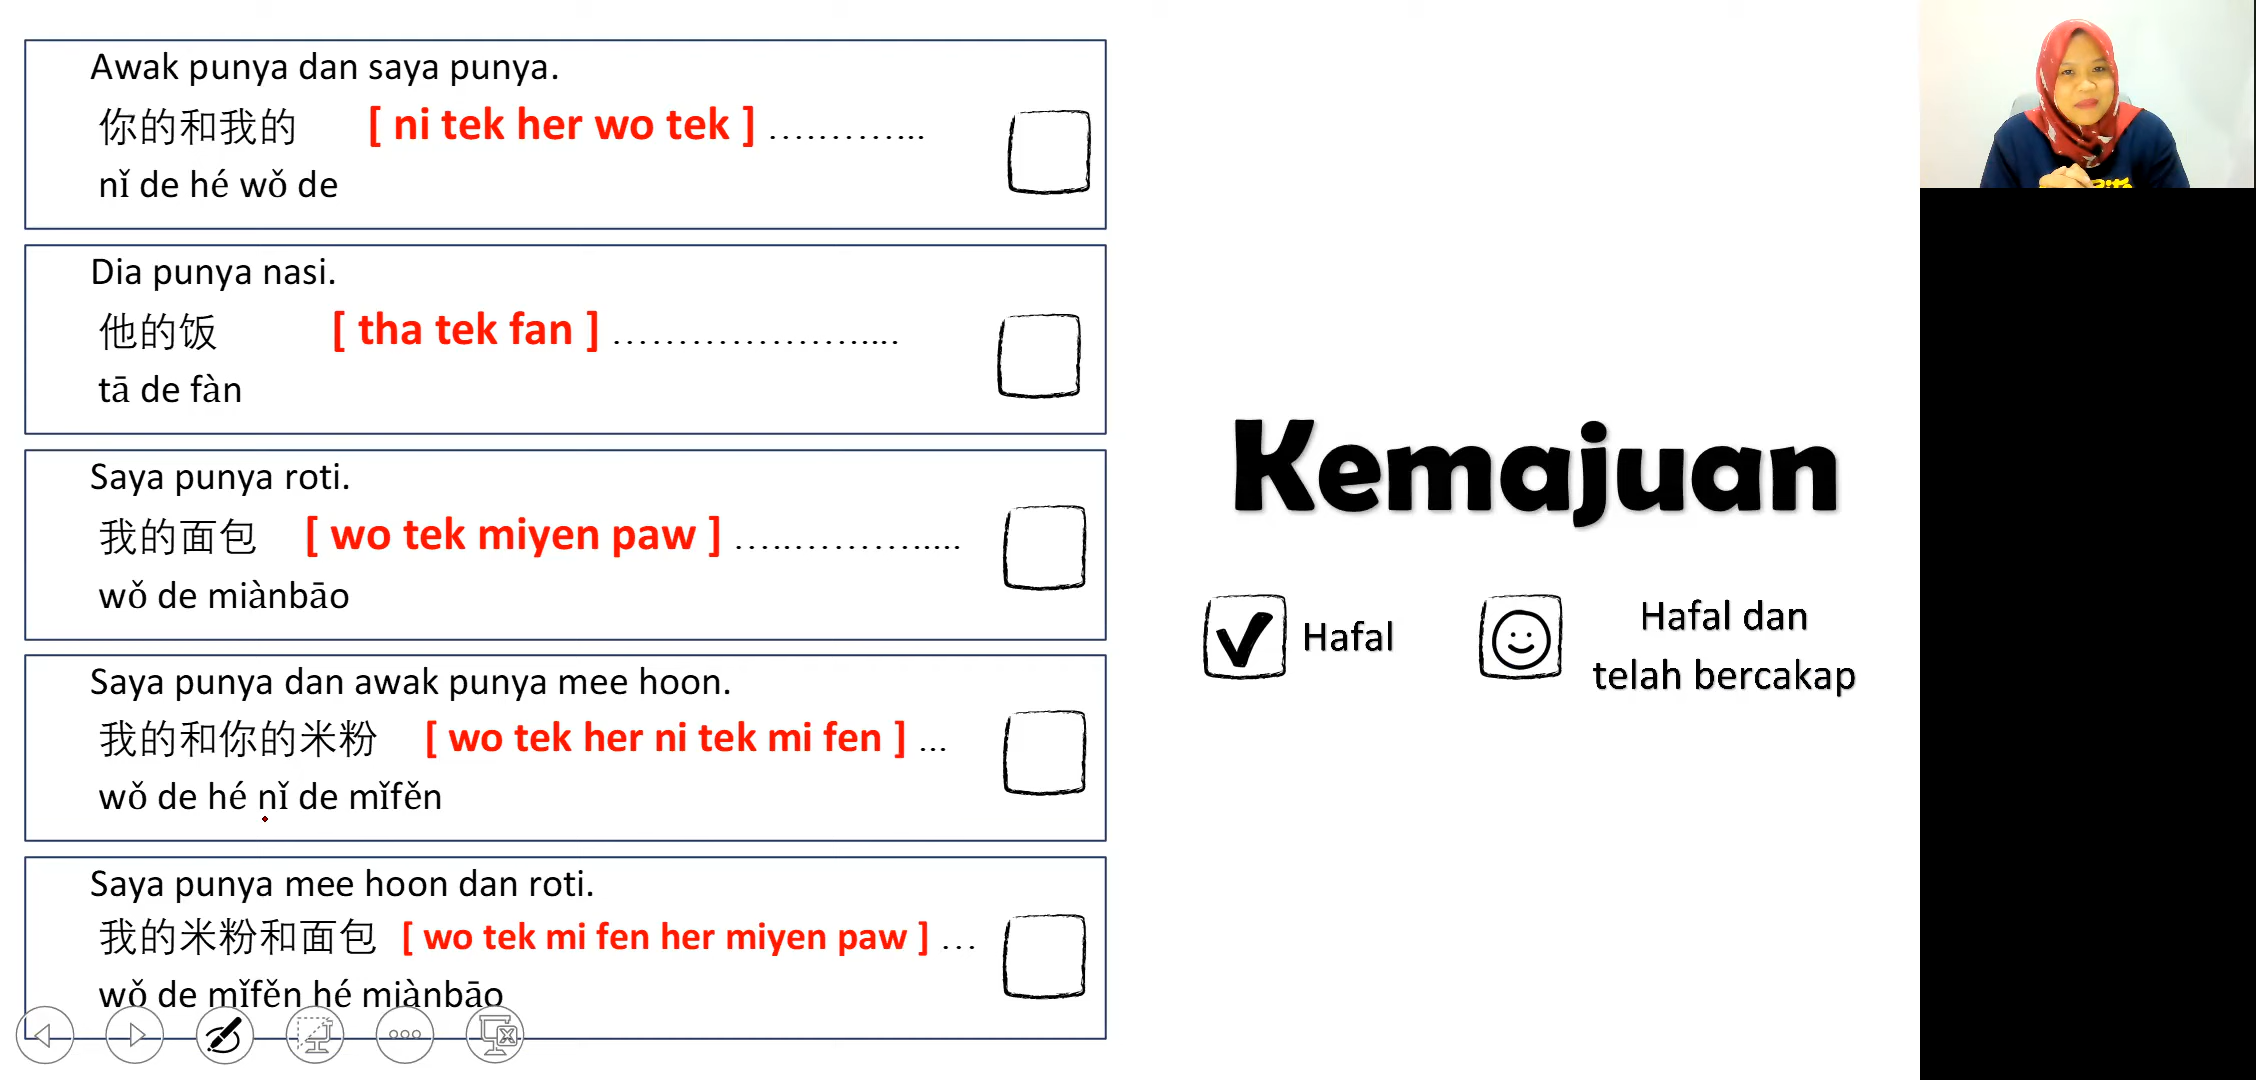 Awak punya dan saya punya.
你的和我的 [ ni tek her wo tek ] …………..
nǐ de hé wǒ de
Dia punya nasi.
他的饭 [ tha tek fan ] …………………....
tā de fàn
Saya punya roti.
我的面包 [ wo tek miyen paw ] …..……….....
wǒ de miànbāo
Saya punya dan awak punya mee hoon.
我的和你的米粉 [ wo tek her ni tek mi fen ] …
wǒ de hé nǐ de mǐfěn
Saya punya mee hoon dan roti.
我的米粉和面包 [ wo tek mi fen her miyen paw ] …
wǒ de mǐfěn hé miànbāo
Kemajuan
Hafal
Hafal dan
telah bercakap